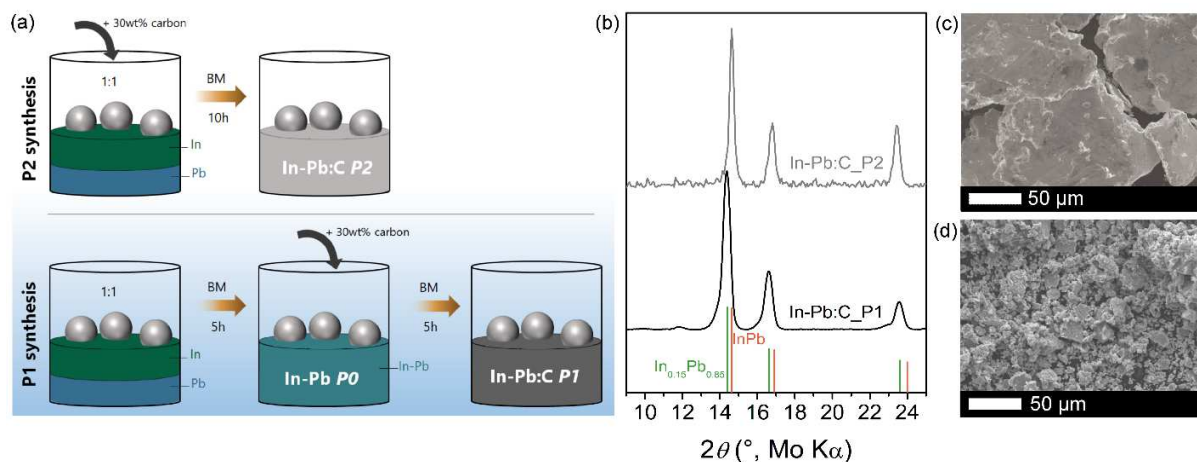 (a)
+ 30wt% carbon
P2 synthesis
1:1
BM
10h
In
Pb
In-Pb:C P2
+ 30wt% carbon
P1 synthesis
1:1
BM
5h
In
Pb
In-Pb P0
In-Pb
BM
5h
In-Pb:C P1
(b)
In-Pb:C_P2
In-Pb:C_P1
In0.15Pb0.85
InPb
10 12 14 16 18 20 22 24
2θ (°, Mo Kα)
(c)
50 μm
(d)
50 μm